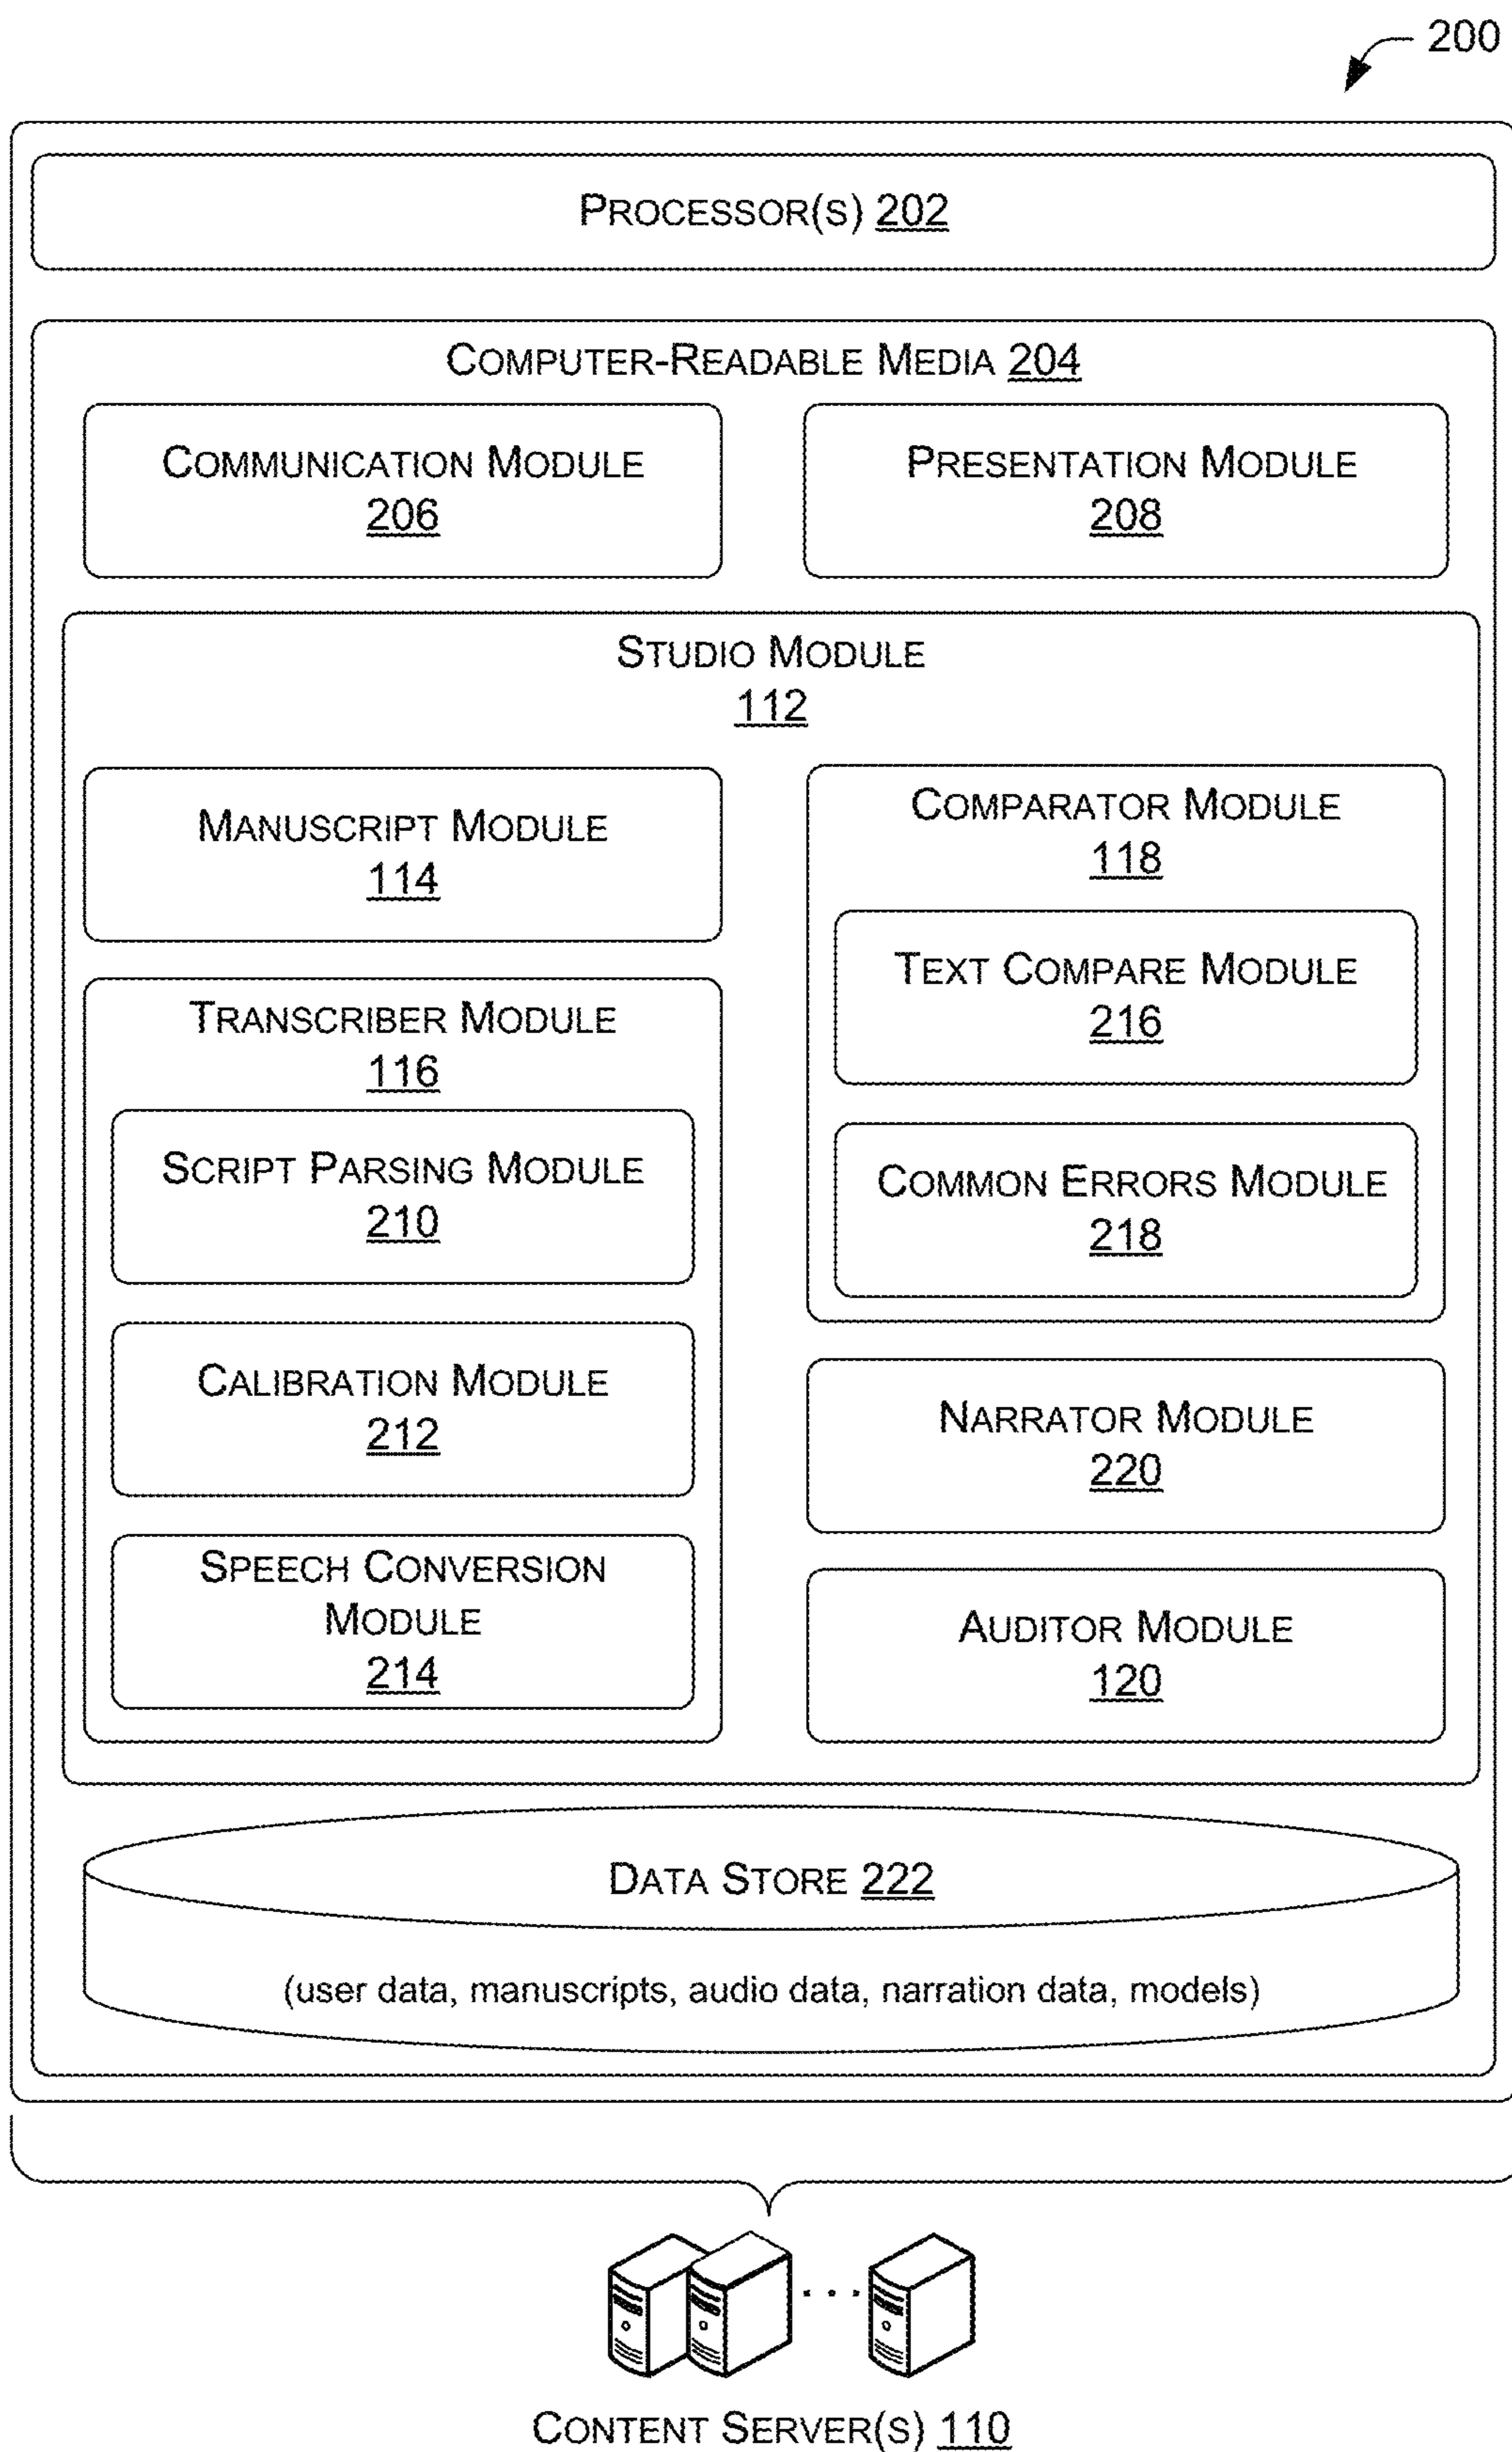 200
PROCESSOR(S) 202
COMPUTER-READABLE MEDIA 204
COMMUNICATION MODULE
206
PRESENTATION MODULE
208
STUDIO MODULE
112
MANUSCRIPT MODULE
114
TRANSCRIBER MODULE
116
SCRIPT PARSING MODULE
210
CALIBRATION MODULE
212
SPEECH CONVERSION
MODULE
214
COMPARATOR MODULE
118
TEXT COMPARE MODULE
216
COMMON ERRORS MODULE
218
NARRATOR MODULE
220
AUDITOR MODULE
120
DATA STORE 222
(user data, manuscripts, audio data, narration data, models)
CONTENT SERVER(S) 110